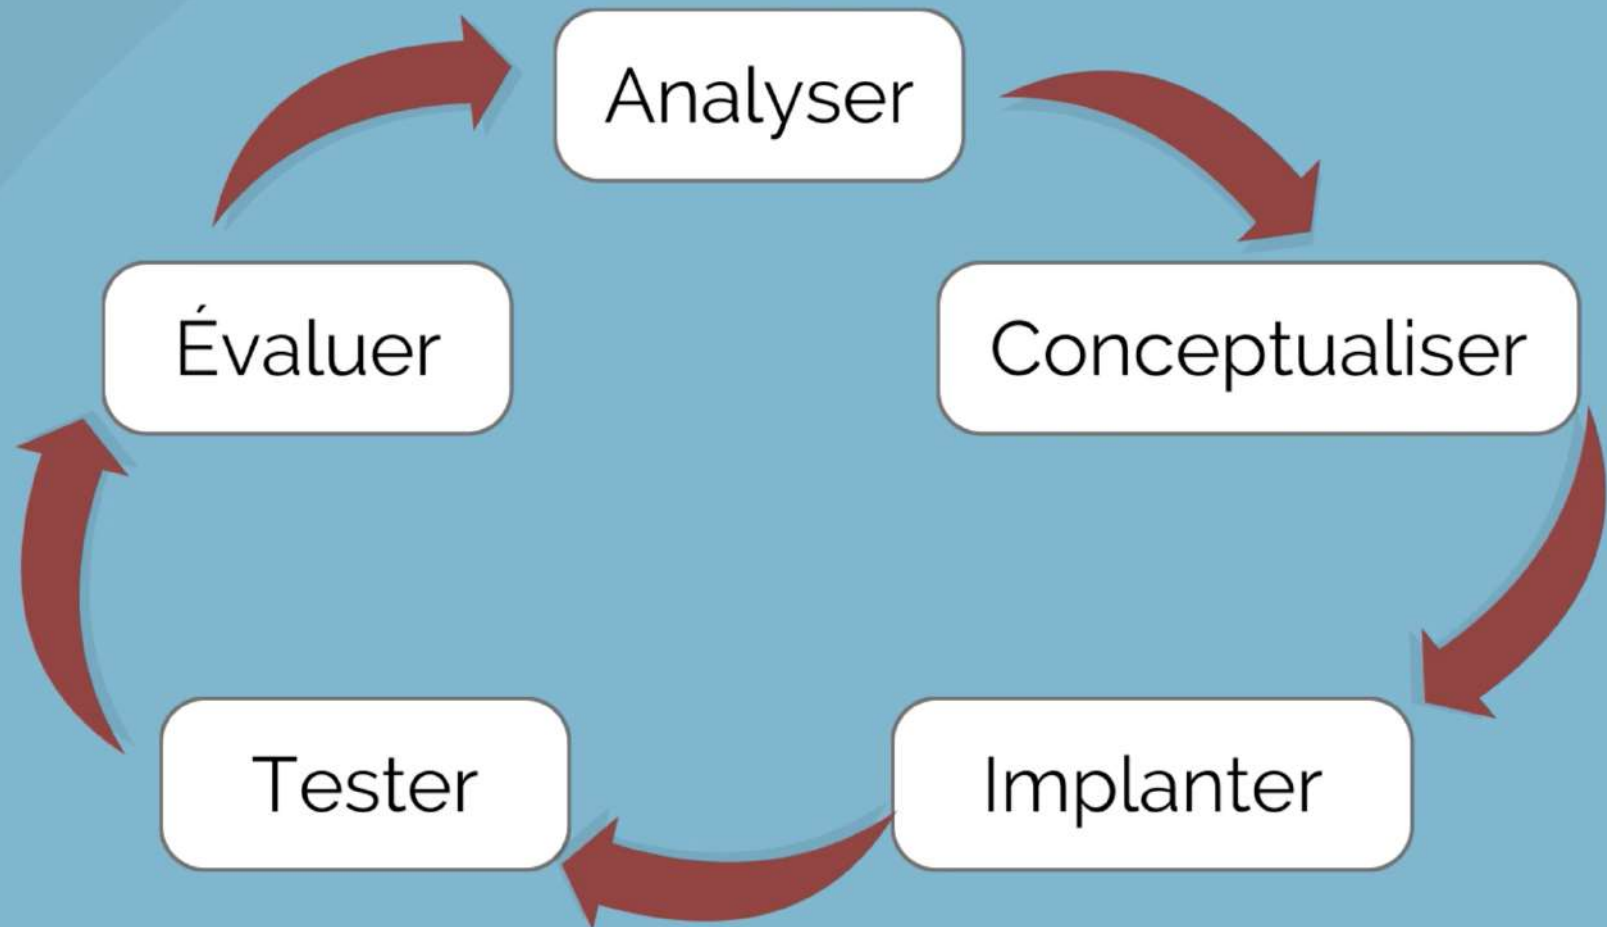 Analyser
Conceptualiser
Implanter
Tester
Évaluer